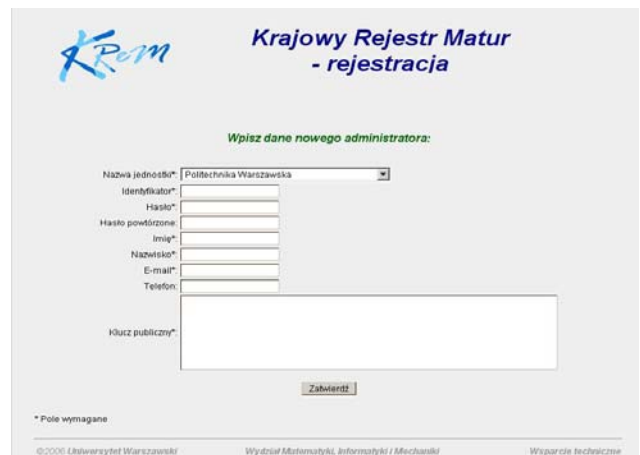 KReM
Krajowy Rejestr Matur
- rejestracja
Wpisz dane nowego administratora:
Nazwa jednostki*: Politechnika Warszawska
Identyfikator*:
Hasło*:
Hasło powtórzone:
Imię*:
Nazwisko*:
E-mail*:
Telefon:
Klucz publiczny*:
Zatwierdź
* Pole wymagane
©2006 Uniwersytet Warszawski Wydział Matematyki, Informatyki i Mechaniki Wsparcie techniczne